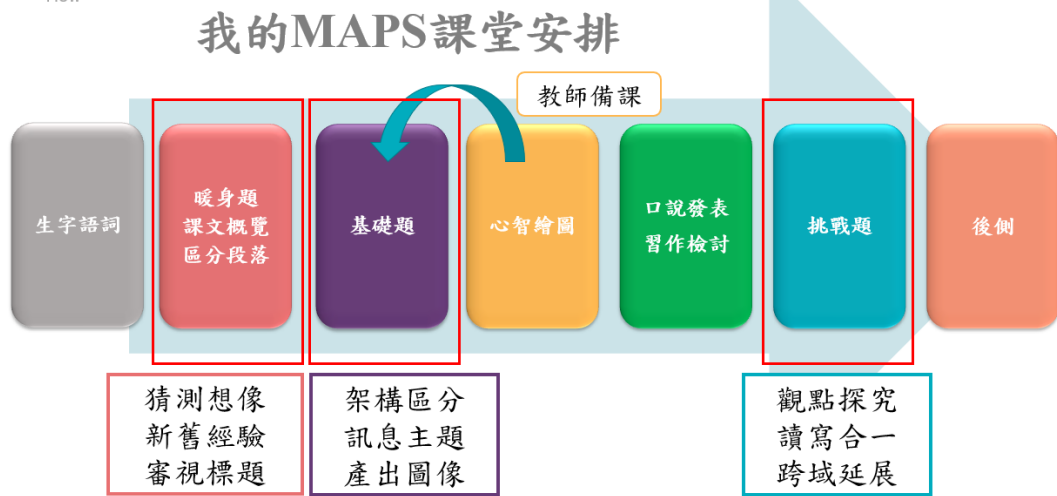 我的MAPS課堂安排
教師備課
生字語詞
暖身題
課文概覽
區分段落
基礎題
心智繪圖
口說發表
習作檢討
挑戰題
後側
猜測想像
新舊經驗
審視標題
架構區分
訊息主題
產出圖像
觀點探究
讀寫合一
跨域延展